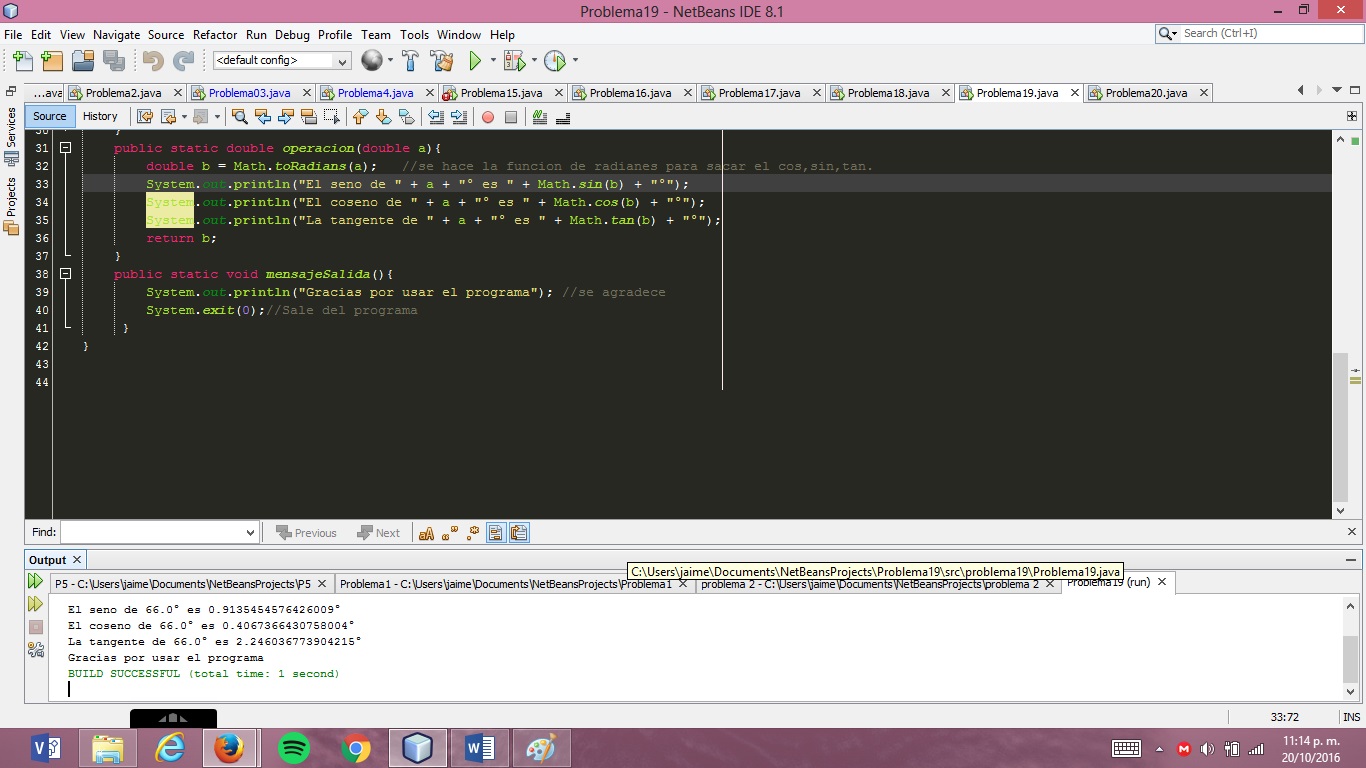 Problema19 - NetBeans IDE 8.1
File Edit View Navigate Source Refactor Run Debug Profile Team Tools Window Help
Search (Ctrl+I)
<default config>
...ava Problema2.java Problema03.java Problema4.java Problema15.java Problema16.java Problema17.java Problema18.java Problema19.java Problema20.java
Services
Projects
Source History
30 }
31 public static double operacion(double a){
32 double b = Math.toRadians(a); //se hace la funcion de radianes para sacar el cos,sin,tan.
33 System.out.println("El seno de " + a + "° es " + Math.sin(b) + "°");
34 System.out.println("El coseno de " + a + "° es " + Math.cos(b) + "°");
35 System.out.println("La tangente de " + a + "° es " + Math.tan(b) + "°");
36 return b;
37 }
38 public static void mensajeSalida(){
39 System.out.println("Gracias por usar el programa"); //se agradece
40 System.exit(0);//Sale del programa
41 }
42 }
43
44
Find: Previous Next
Output
C:\Users\jaime\Documents\NetBeansProjects\Problema19\src\problema19\Problema19.java
P5 - C:\Users\jaime\Documents\NetBeansProjects\P5 Problema1 - C:\Users\jaime\Documents\NetBeansProjects\Problema1 problema 2 - C:\Users\jaime\Documents\NetBeansProjects\problema 2 Problema19 (run)
El seno de 66.0° es 0.9135454576426009°
El coseno de 66.0° es 0.4067366430758004°
La tangente de 66.0° es 2.246036773904215°
Gracias por usar el programa
BUILD SUCCESSFUL (total time: 1 second)
33:72 INS
11:14 p. m.
20/10/2016